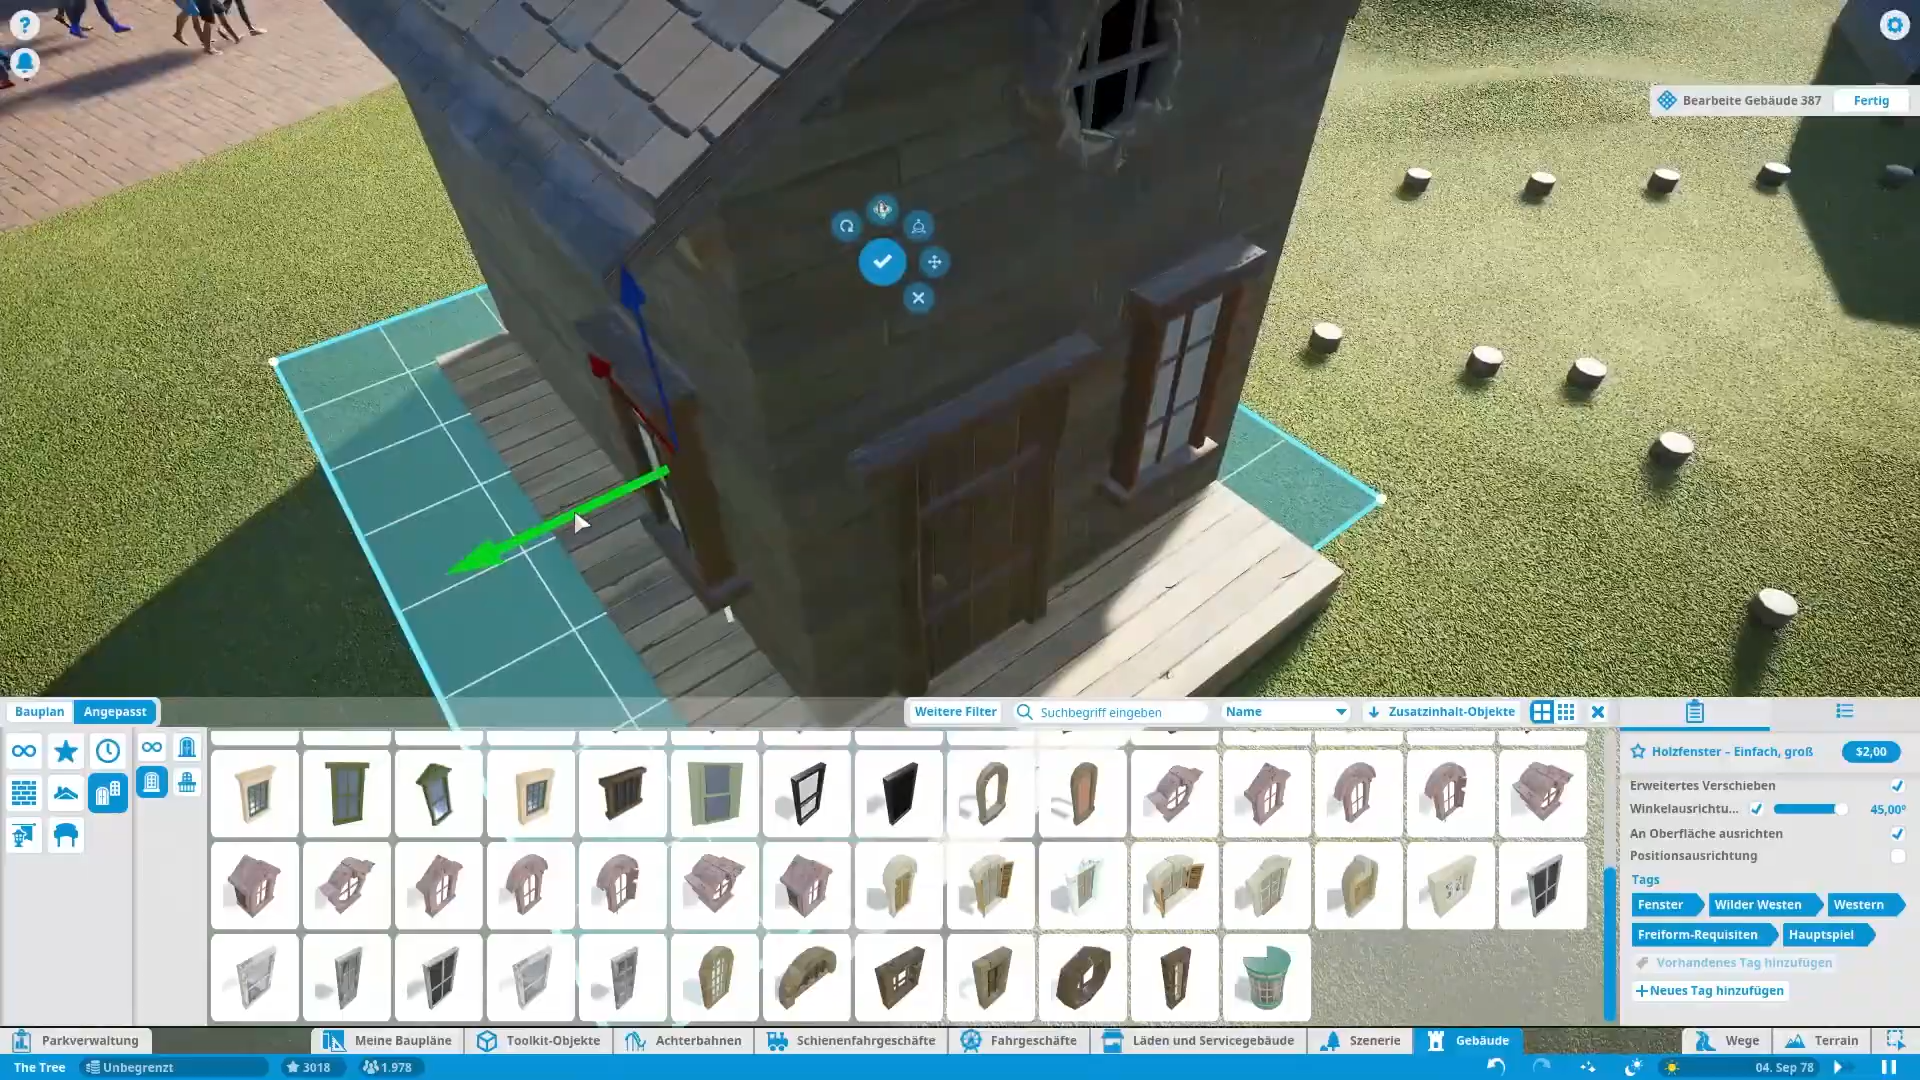 ?
Bearbeite Gebäude 387 Fertig
Bauplan Angepasst
Weitere Filter Suchbegriff eingeben Name Zusatzinhalt-Objekte
Holzfenster – Einfach, groß $2,00
Erweitertes Verschieben
Winkelausrichtu... 45,00°
An Oberfläche ausrichten
Positionsausrichtung
Tags
Fenster Wilder Westen Western
Freiform-Requisiten Hauptspiel
Vorhandenes Tag hinzufügen
+Neues Tag hinzufügen
Parkverwaltung Meine Baupläne Toolkit-Objekte Achterbahnen Schienenfahrgeschäfte Fahrgeschäfte Läden und Servicegebäude Szenerie Gebäude Wege Terrain
The Tree Unbegrenzt 3018 1.978 04. Sep 78